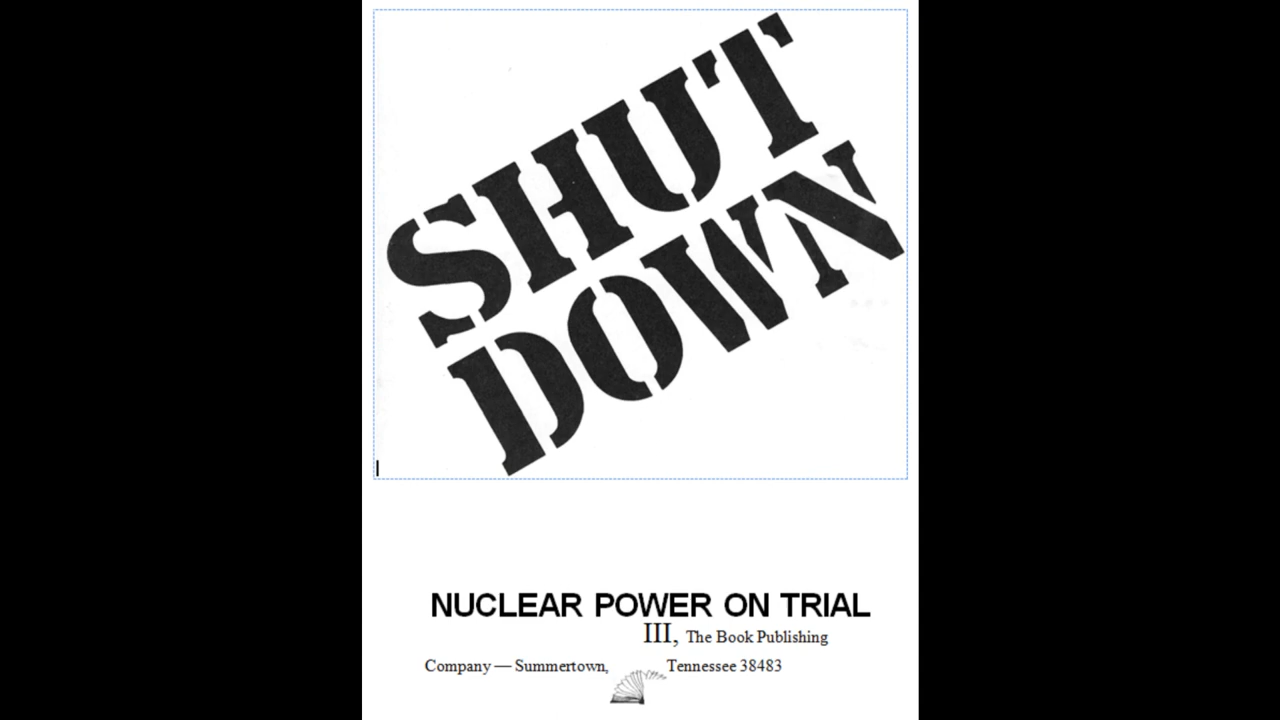 SHUT
DOWN
NUCLEAR POWER ON TRIAL
III, The Book Publishing
Company — Summertown, Tennessee 38483